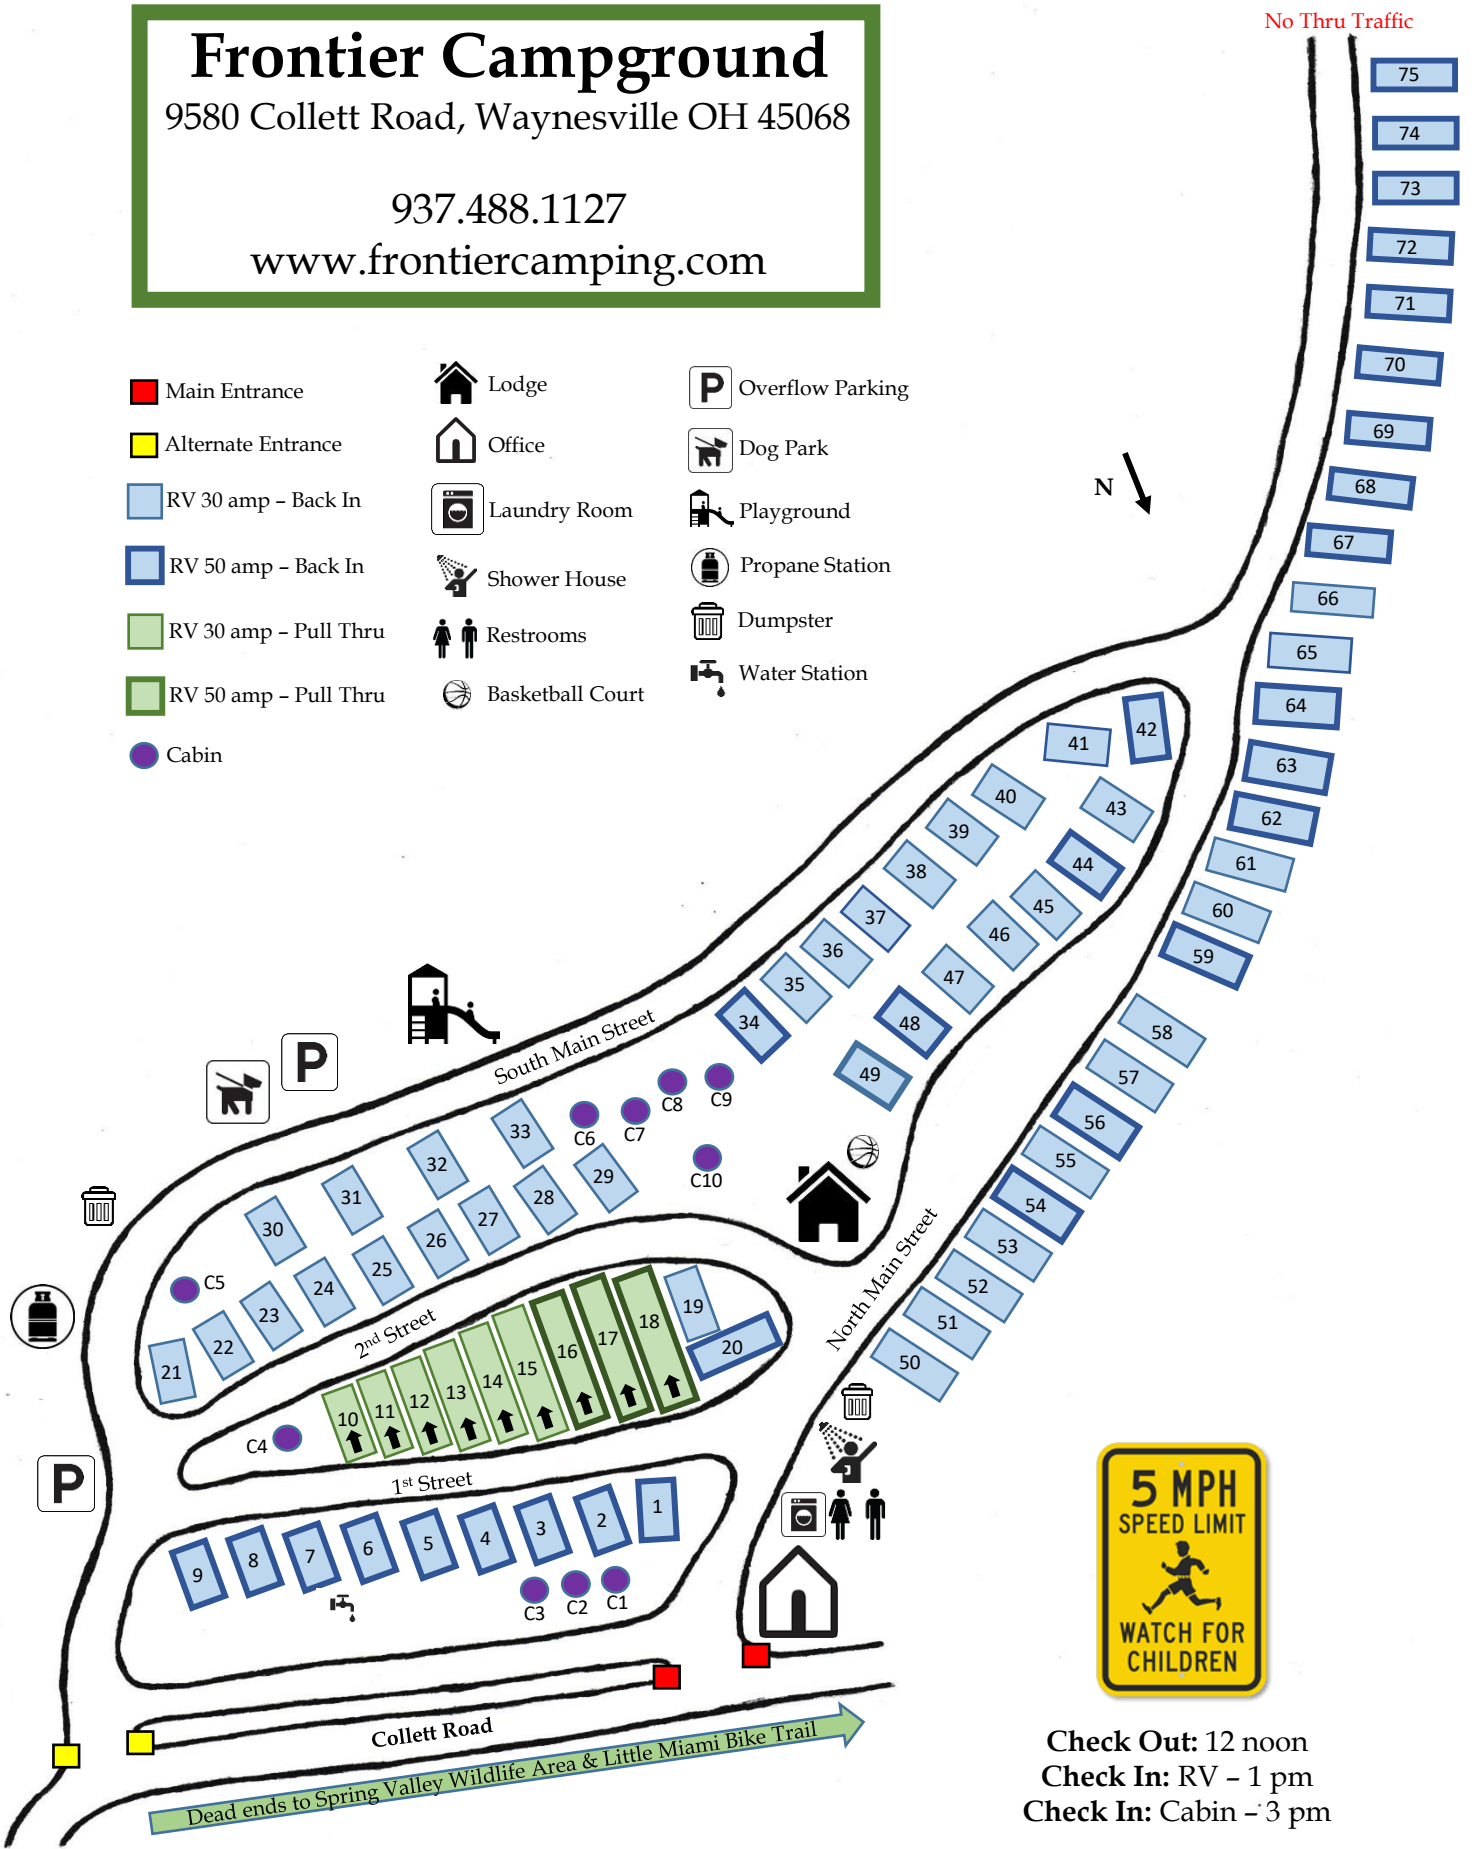 No Thru Traffic
Frontier Campground
9580 Collett Road, Waynesville OH 45068
937.488.1127
www.frontiercamping.com
Main Entrance
Alternate Entrance
RV 30 amp – Back In
RV 50 amp – Back In
RV 30 amp – Pull Thru
RV 50 amp – Pull Thru
Cabin
Lodge
Office
Laundry Room
Shower House
Restrooms
Basketball Court
P Overflow Parking
Dog Park
Playground
Propane Station
Dumpster
Water Station
N
75
74
73
72
71
70
69
68
67
66
65
64
63
62
61
60
59
58
57
56
55
54
53
52
51
50
42
41
40
39
38
37
36
35
34
43
44
45
46
47
48
49
South Main Street
P
C9
C8
C7
C6
C10
33
32
31
30
29
28
27
26
25
24
23
22
21
C5
North Main Street
2nd Street
10
11
12
13
14
15
16
17
18
19
20
C4
P
1st Street
9
8
7
6
5
4
3
2
1
C3
C2
C1
Collett Road
Dead ends to Spring Valley Wildlife Area & Little Miami Bike Trail
5 MPH
SPEED LIMIT
WATCH FOR
CHILDREN
Check Out: 12 noon
Check In: RV – 1 pm
Check In: Cabin – 3 pm